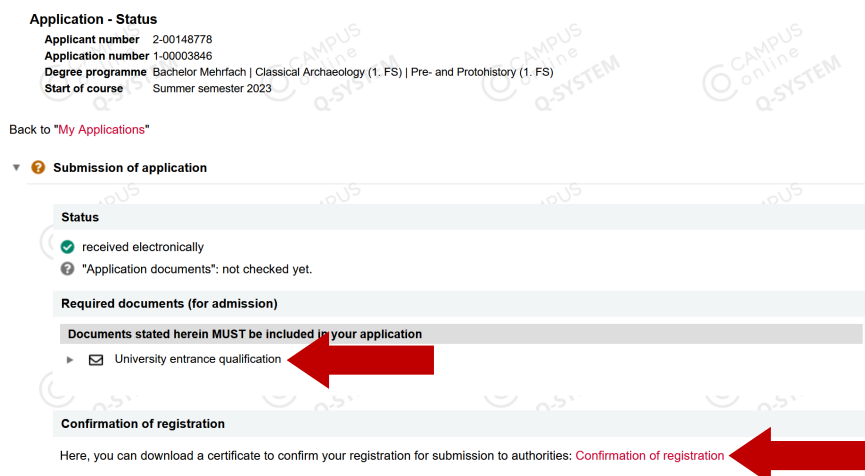 Application - Status
Applicant number 2-00148778
Application number 1-00003846
Degree programme Bachelor Mehrfach | Classical Archaeology (1. FS) | Pre- and Protohistory (1. FS)
Start of course Summer semester 2023
Back to "My Applications"
Submission of application
Status
received electronically
"Application documents": not checked yet.
Required documents (for admission)
Documents stated herein MUST be included in your application
University entrance qualification
Confirmation of registration
Here, you can download a certificate to confirm your registration for submission to authorities: Confirmation of registration
CAMPUS
online
Q-SYSTEM